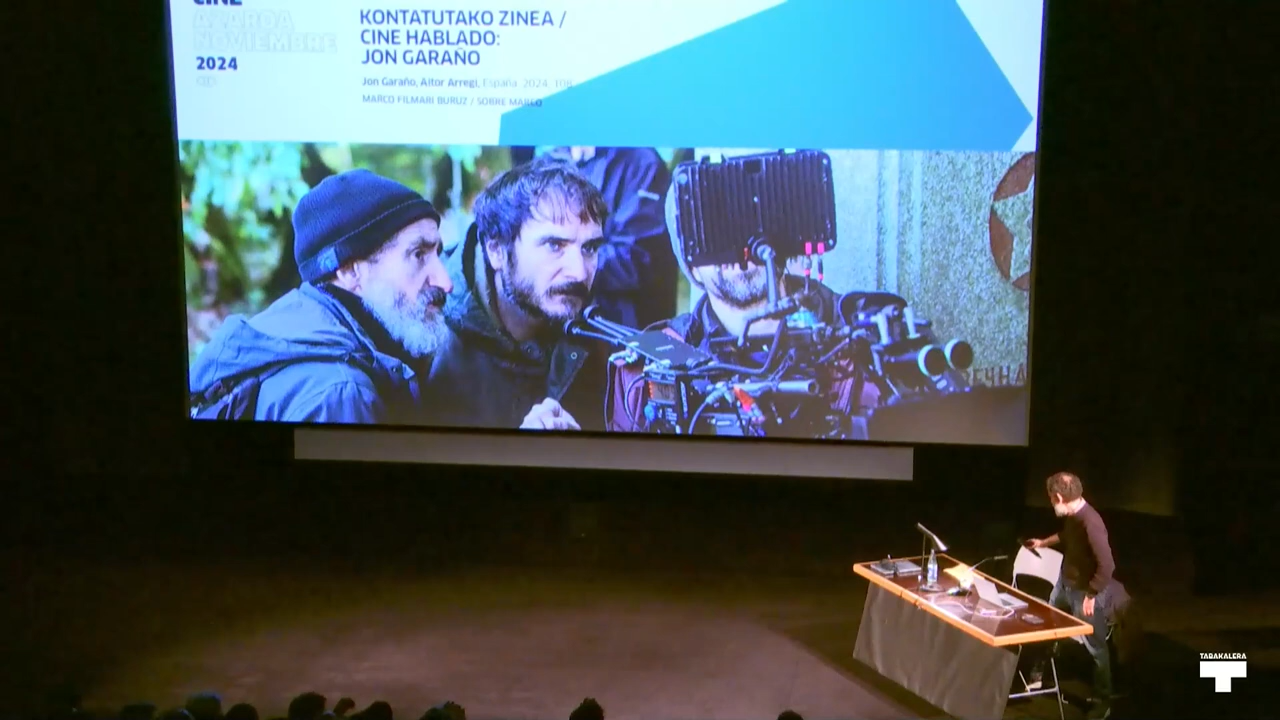 CINE
AZAROA
NOVIEMBRE
2024
KONTATUTAKO ZINEA /
CINE HABLADO:
JON GARAÑO
Jon Garaño, Aitor Arregi, España, 2024, 108
MARCO FILMARI BURUZ / SOBRE MARCO
TABAKALERA